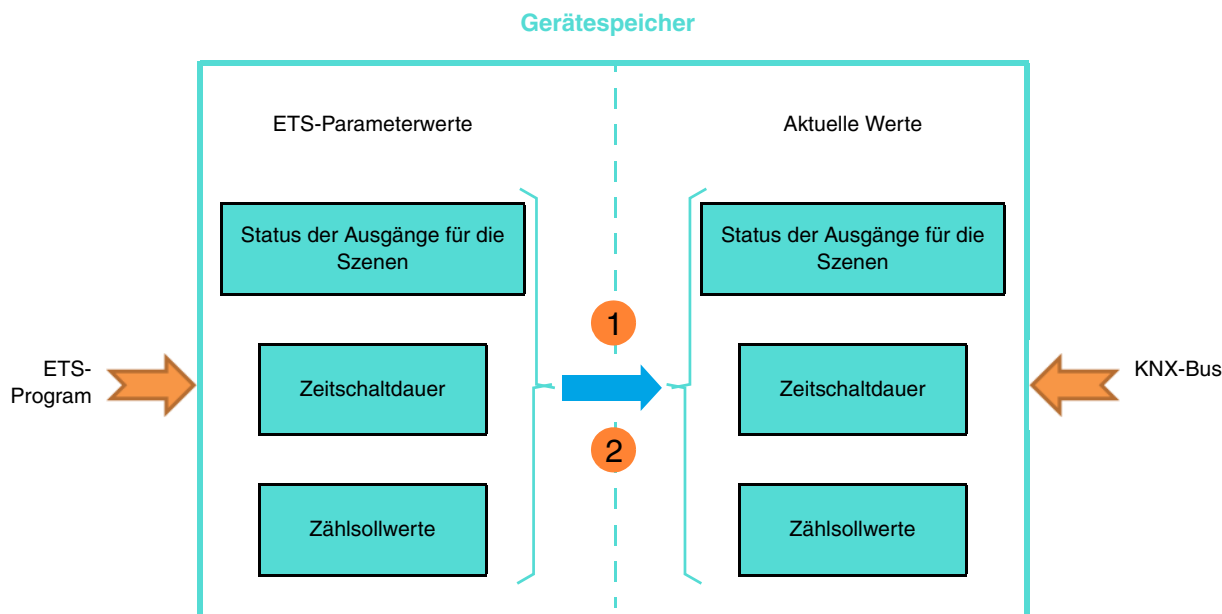 Gerätespeicher
ETS-Parameterwerte
Aktuelle Werte
Status der Ausgänge für die
Szenen
Status der Ausgänge für die
Szenen
1
ETS-
Program
Zeitschaltdauer
Zeitschaltdauer
KNX-Bus
2
Zählsollwerte
Zählsollwerte